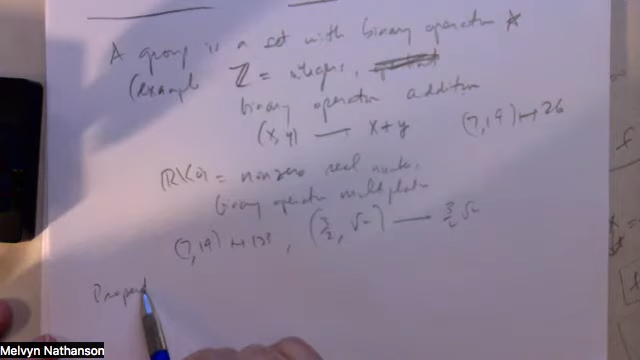 A group is a set with binary operation *
(example ℤ = integers,
binary operation addition
(x, y) — x+y (7, 19) ↦ 26
ℝ\{0} = nonzero real numbers
binary operation multiplication
(7, 19) ↦ 133, (3/2, √2) — 3/2 √2
Propert
Melvyn Nathanson